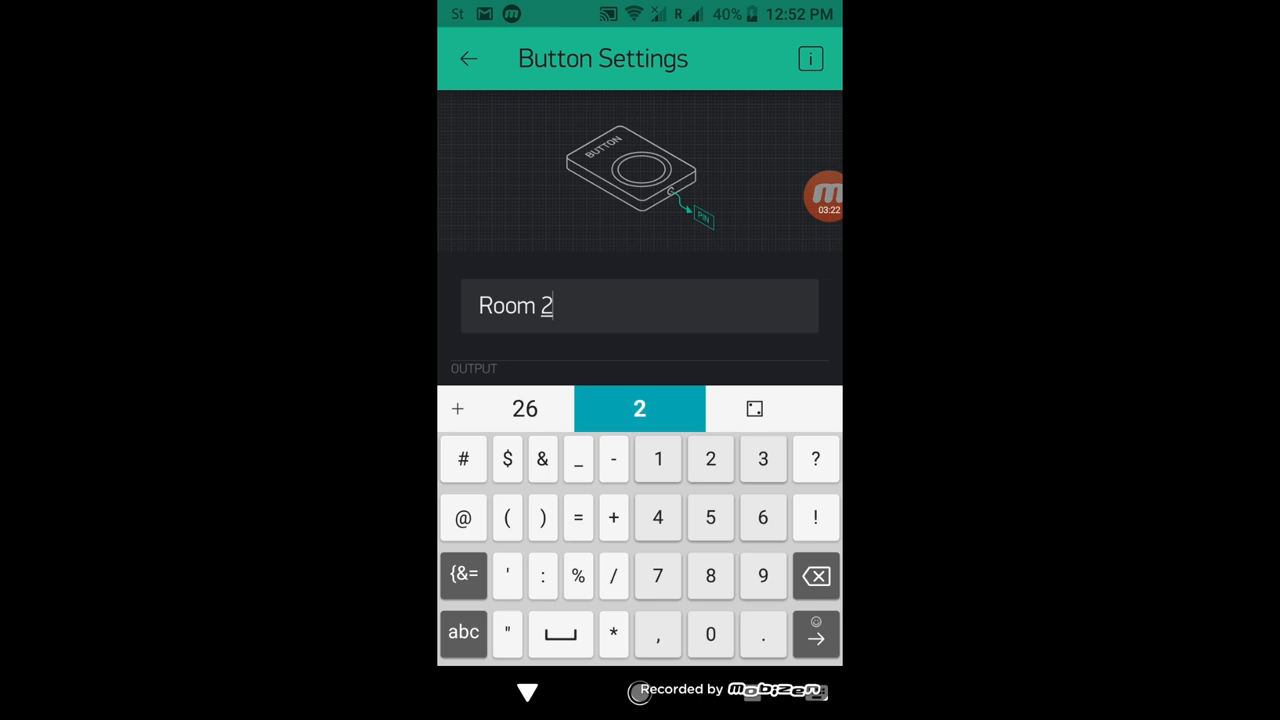 St R 40% 12:52 PM
Button Settings
i
BUTTON
PIN
03:22
Room 2
OUTPUT
+ 26 2
# $ & _ - 1 2 3 ?
@ ( ) = + 4 5 6 !
{&= ' : % / 7 8 9
abc " * , 0 .
Recorded by mobizen